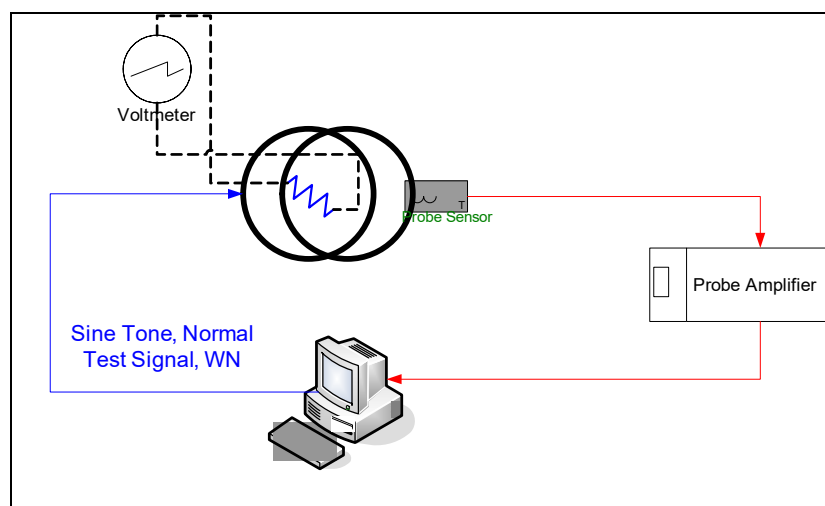 Voltmeter
T
Probe Sensor
Probe Amplifier
Sine Tone, Normal
Test Signal, WN